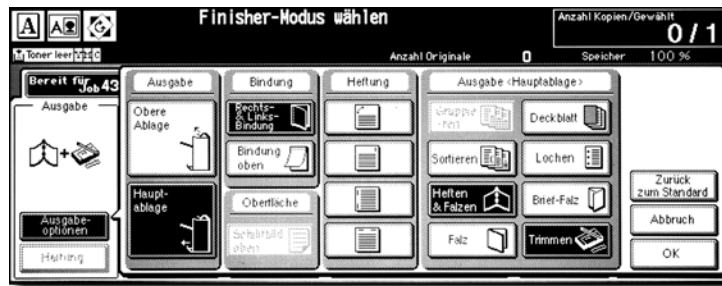 Finisher-Modus wählen
Anzahl Kopien/Gewählt
0/1
Toner leer Y M C
Anzahl Originale 0
Speicher 100 %
Bereit für Job 43
Ausgabe
Ausgabe-
optionen
Heftung
Ausgabe
Obere
Ablage
Haupt-
ablage
Bindung
Rechts-
& Links-
Bindung
Bindung
oben
Oberfläche
Schriftbild
oben
Heftung
Ausgabe <Hauptablage>
Gruppie
-ren
Deckblatt
Sortieren
Lochen
Heften
& Falzen
Brief-Falz
Falz
Trimmen
Zurück
zum Standard
Abbruch
OK